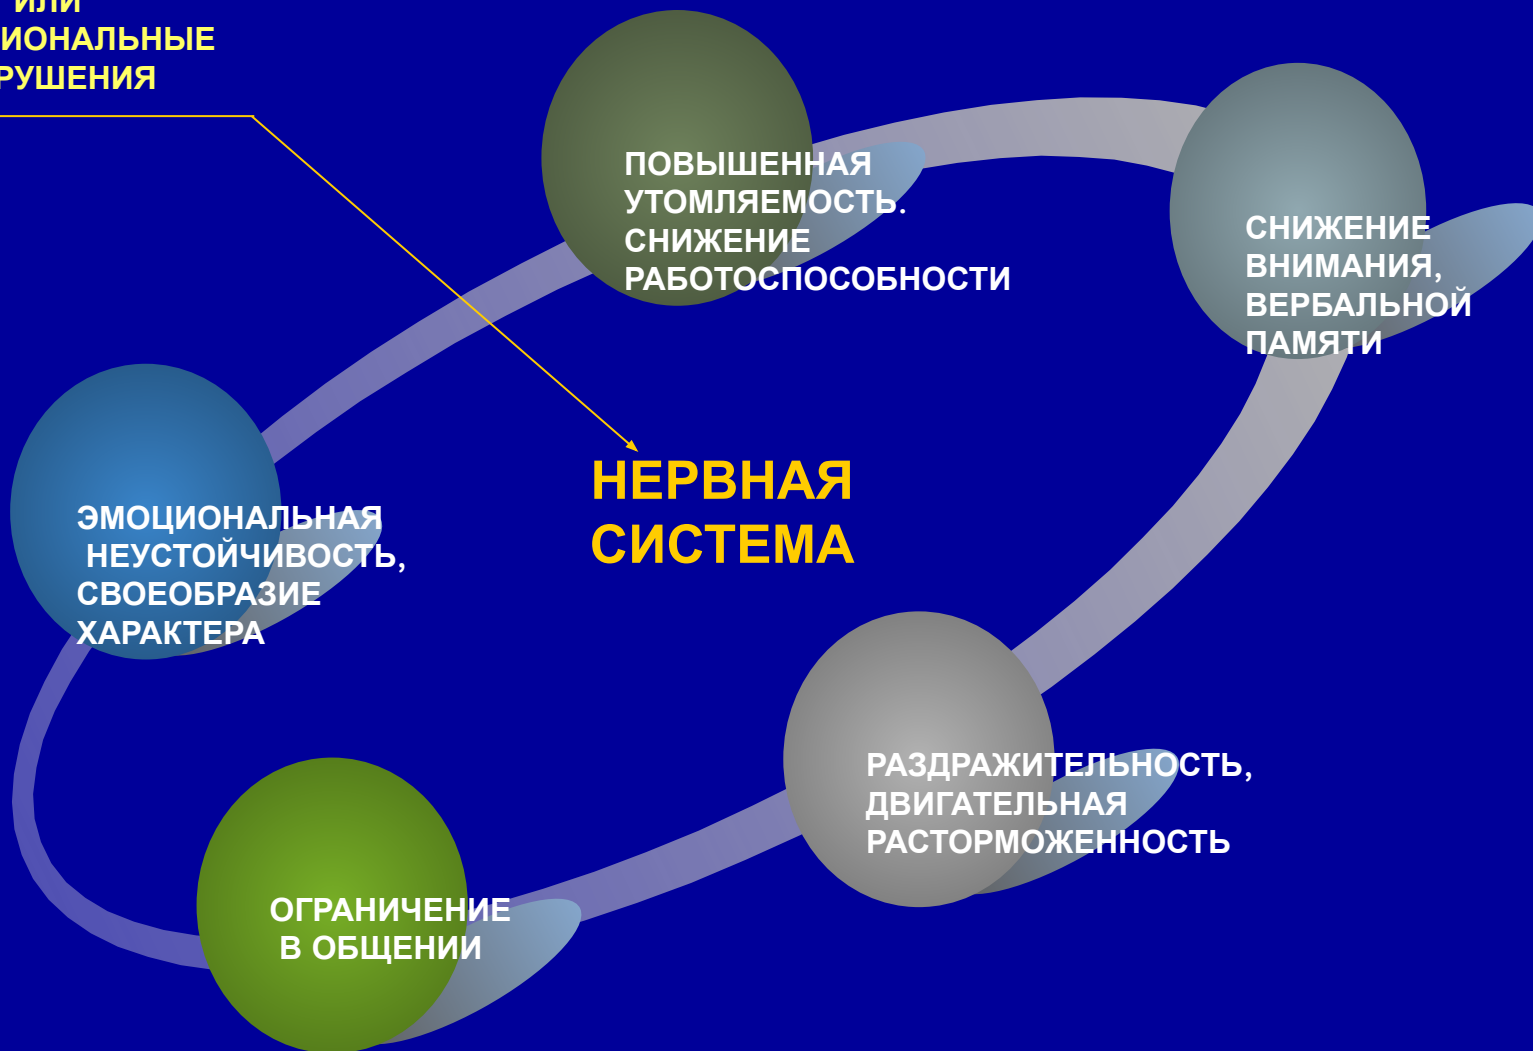 ИЛИ
ИОНАЛЬНЫЕ
РУШЕНИЯ
ПОВЫШЕННАЯ
УТОМЛЯЕМОСТЬ.
СНИЖЕНИЕ
РАБОТОСПОСОБНОСТИ
СНИЖЕНИЕ
ВНИМАНИЯ,
ВЕРБАЛЬНОЙ
ПАМЯТИ
НЕРВНАЯ
СИСТЕМА
ЭМОЦИОНАЛЬНАЯ
НЕУСТОЙЧИВОСТЬ,
СВОЕОБРАЗИЕ
ХАРАКТЕРА
РАЗДРАЖИТЕЛЬНОСТЬ,
ДВИГАТЕЛЬНАЯ
РАСТОРМОЖЕННОСТЬ
ОГРАНИЧЕНИЕ
В ОБЩЕНИИ